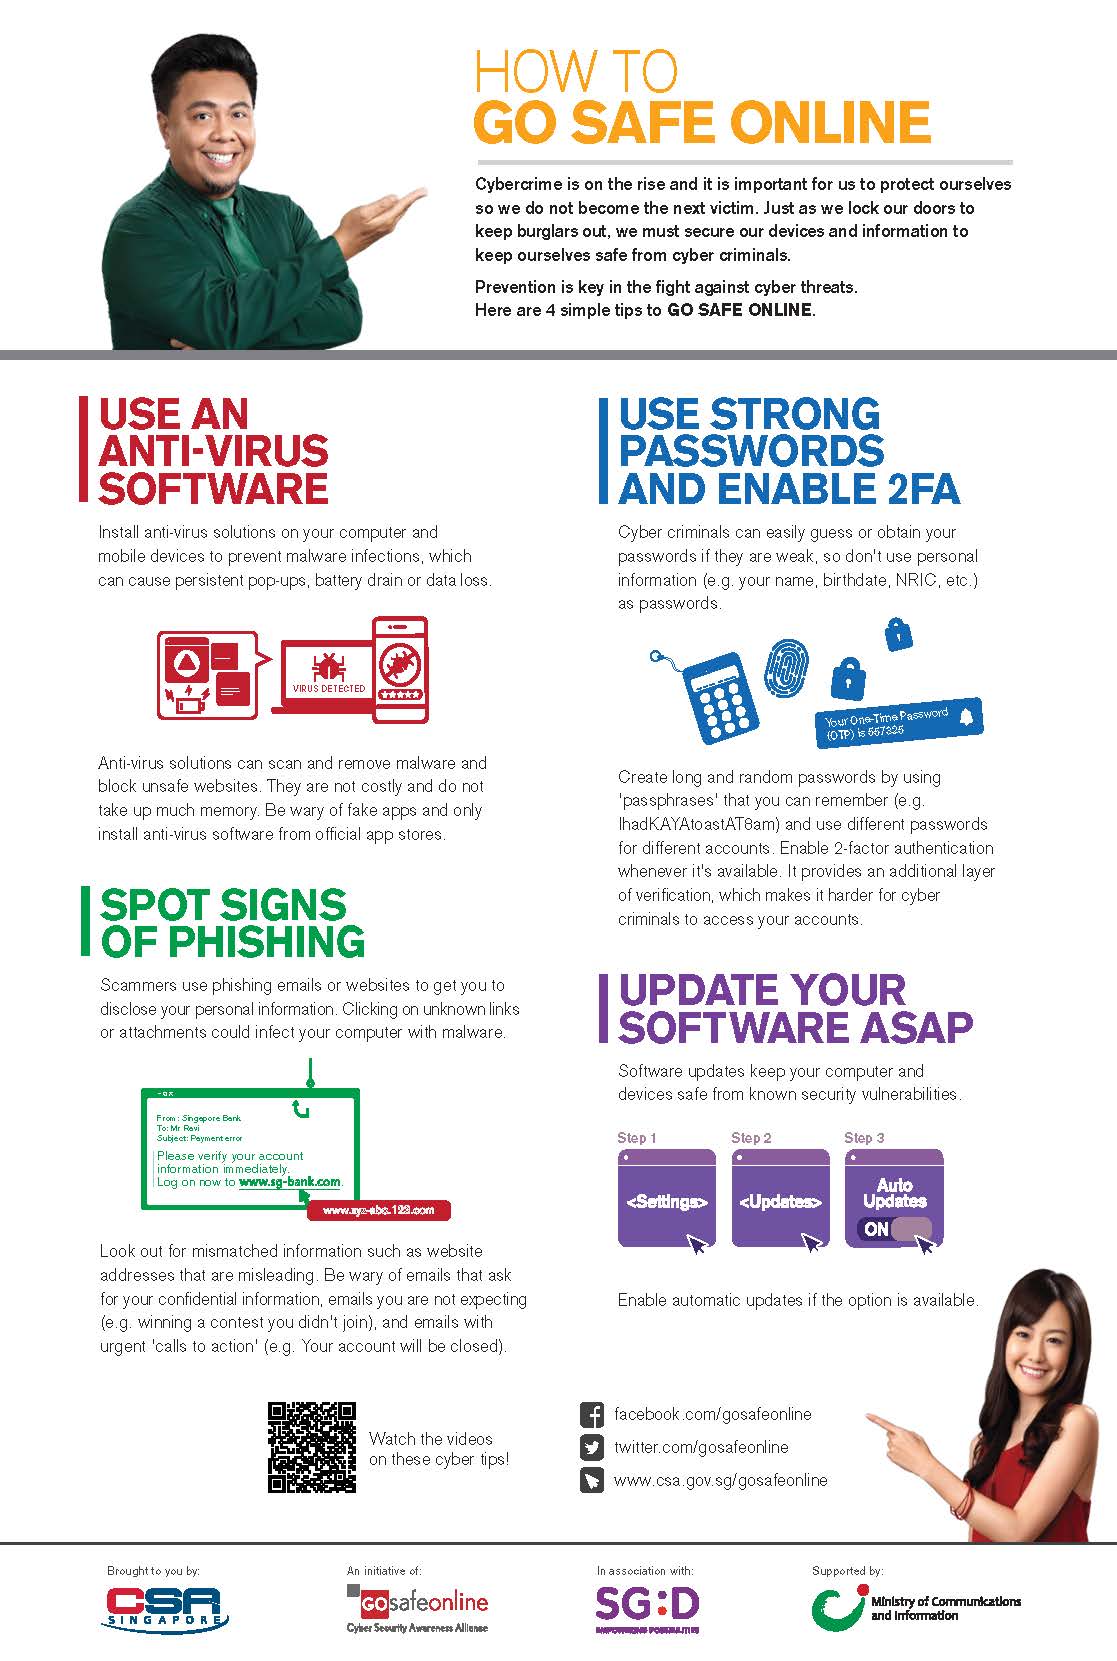 HOW TO
GO SAFE ONLINE
Cybercrime is on the rise and it is important for us to protect ourselves
so we do not become the next victim. Just as we lock our doors to
keep burglars out, we must secure our devices and information to
keep ourselves safe from cyber criminals.
Prevention is key in the fight against cyber threats.
Here are 4 simple tips to GO SAFE ONLINE.
USE AN
ANTI-VIRUS
SOFTWARE
Install anti-virus solutions on your computer and
mobile devices to prevent malware infections, which
can cause persistent pop-ups, battery drain or data loss.
VIRUS DETECTED
Anti-virus solutions can scan and remove malware and
block unsafe websites. They are not costly and do not
take up much memory. Be wary of fake apps and only
install anti-virus software from official app stores.
SPOT SIGNS
OF PHISHING
Scammers use phishing emails or websites to get you to
disclose your personal information. Clicking on unknown links
or attachments could infect your computer with malware.
From : Singapore Bank
To: Mr Ravi
Subject: Payment error
Please verify your account
information immediately.
Log on now to www.sg-bank.com.
www.xyz-abc.123.com
Look out for mismatched information such as website
addresses that are misleading. Be wary of emails that ask
for your confidential information, emails you are not expecting
(e.g. winning a contest you didn't join), and emails with
urgent 'calls to action' (e.g. Your account will be closed).
USE STRONG
PASSWORDS
AND ENABLE 2FA
Cyber criminals can easily guess or obtain your
passwords if they are weak, so don't use personal
information (e.g. your name, birthdate, NRIC, etc.)
as passwords.
Your One-Time Password
(OTP) is 557325
Create long and random passwords by using
'passphrases' that you can remember (e.g.
IhadKAYAtoastAT8am) and use different passwords
for different accounts. Enable 2-factor authentication
whenever it's available. It provides an additional layer
of verification, which makes it harder for cyber
criminals to access your accounts.
UPDATE YOUR
SOFTWARE ASAP
Software updates keep your computer and
devices safe from known security vulnerabilities.
Step 1
Step 2
Step 3
<Settings>
<Updates>
Auto
Updates
ON
Enable automatic updates if the option is available.
Watch the videos
on these cyber tips!
facebook.com/gosafeonline
twitter.com/gosafeonline
www.csa.gov.sg/gosafeonline
Brought to you by:
CSA
SINGAPORE
An initiative of:
GOsafeonline
Cyber Security Awareness Alliance
In association with:
SG:D
EMPOWERING POSSIBILITIES
Supported by:
Ministry of Communications
and Information